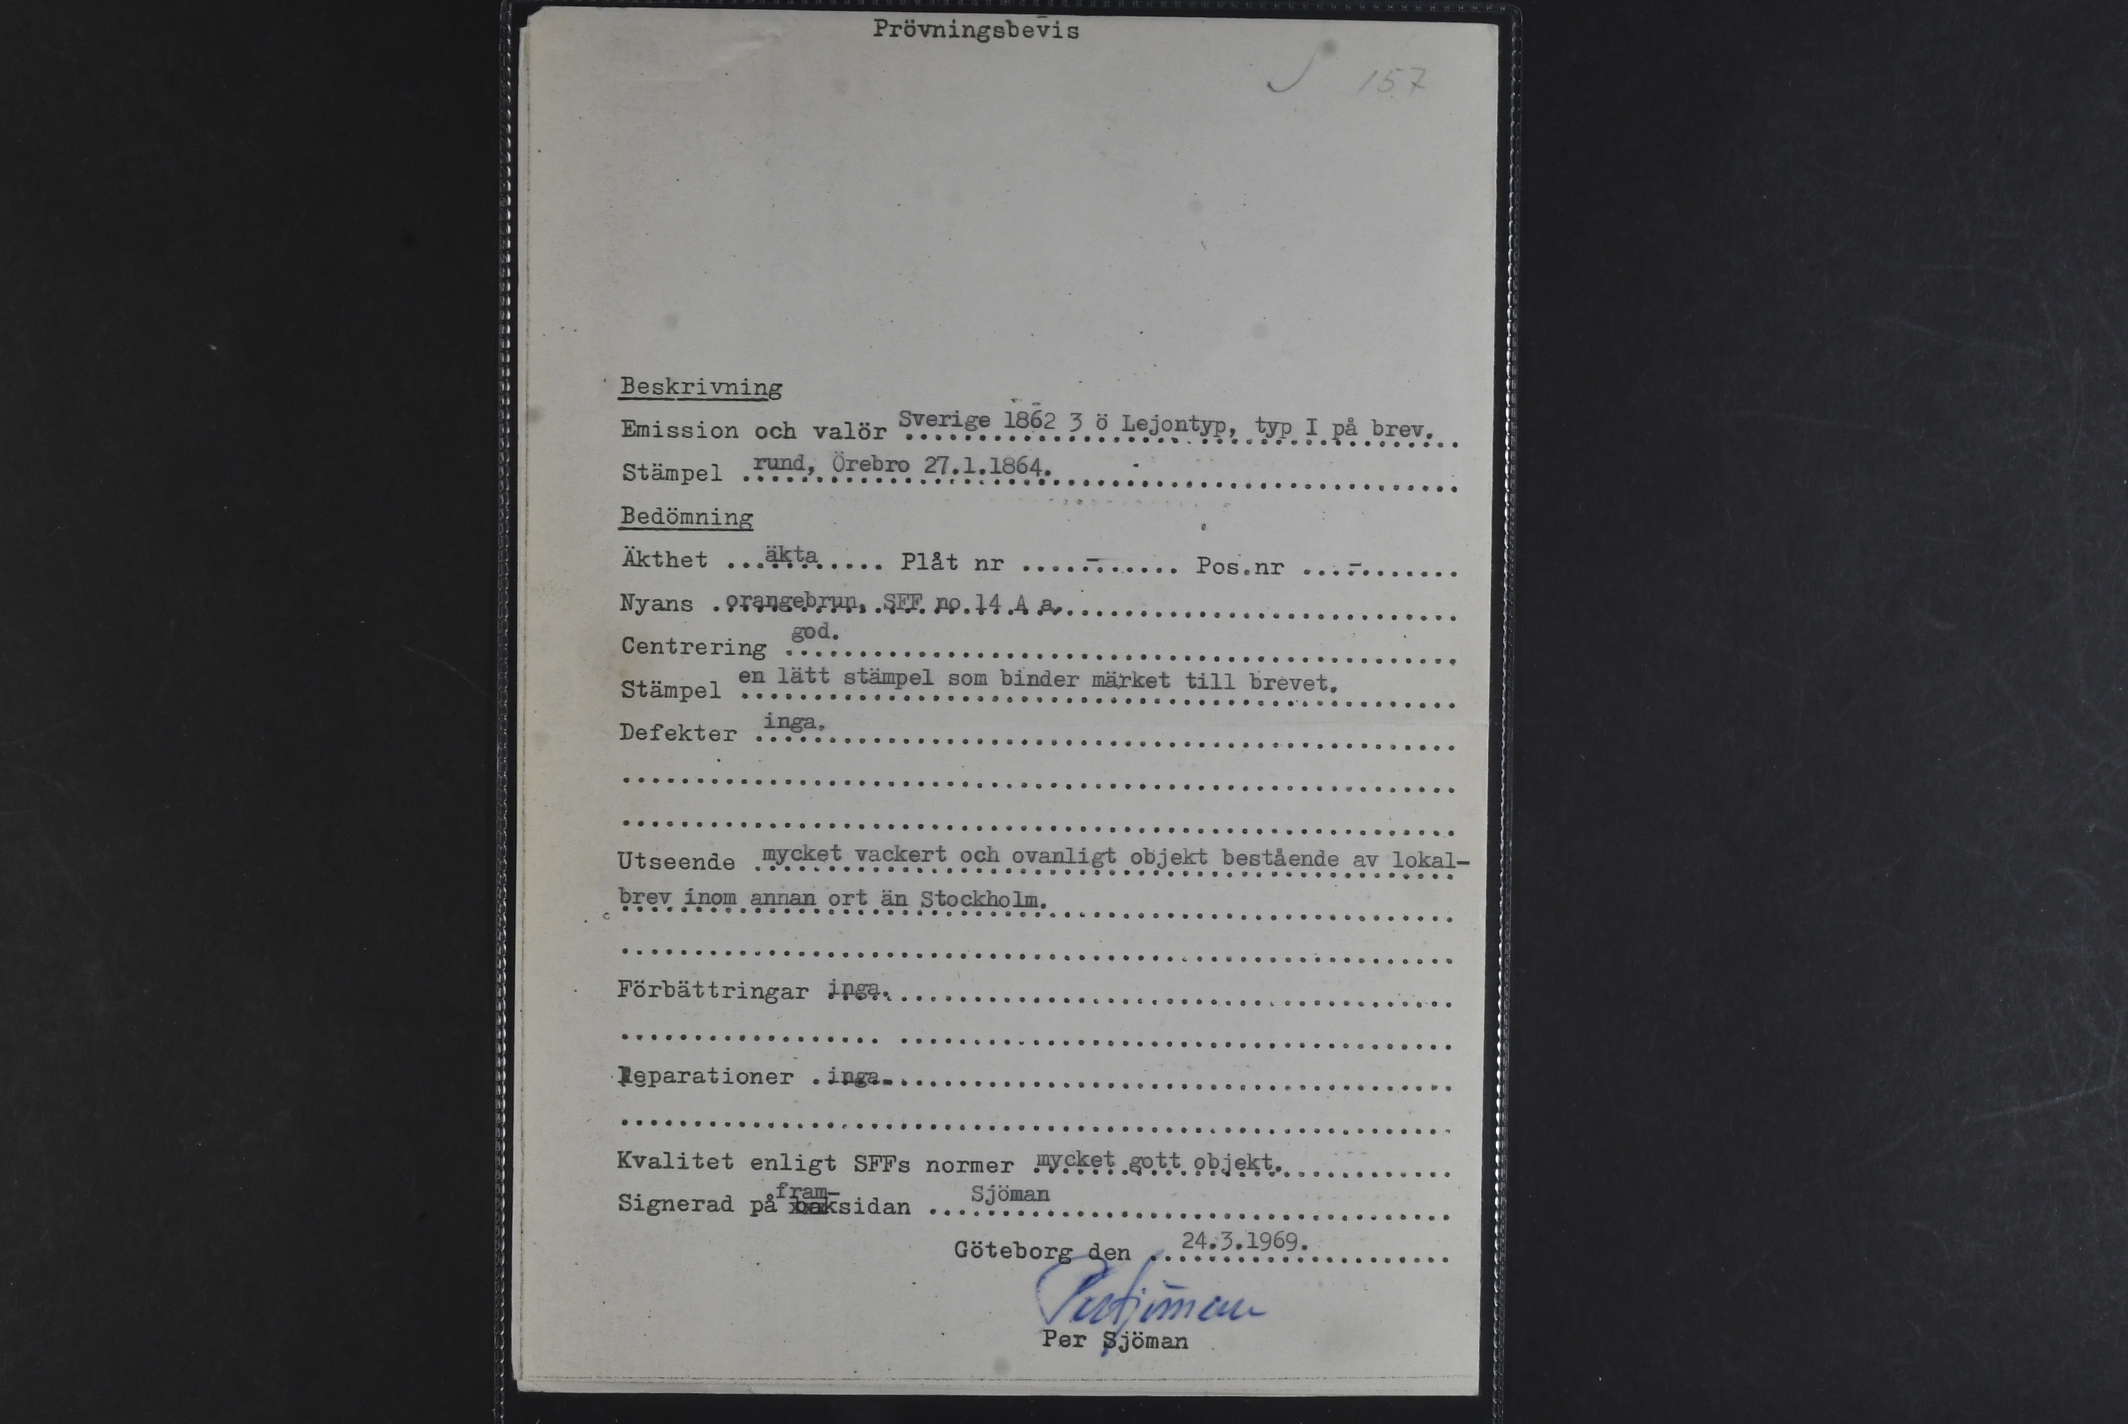 Prövningsbevis
157
Beskrivning
Emission och valör Sverige 1862 3 ö Lejontyp, typ I på brev.
Stämpel rund, Örebro 27.1.1864.
Bedömning
Äkthet ...äkta..... Plåt nr .....-...... Pos.nr ...-.......
Nyans .orangebrun, SFF no.14 A a.
Centrering god.
Stämpel en lätt stämpel som binder märket till brevet.
Defekter inga.
Utseende mycket vackert och ovanligt objekt bestående av lokal-
brev inom annan ort än Stockholm.
Förbättringar inga.
Reparationer .inga.
Kvalitet enligt SFFs normer mycket gott objekt.
Signerad på fram- baksidan Sjöman
Göteborg den 24.3.1969.
Per Sjöman
Per Sjöman